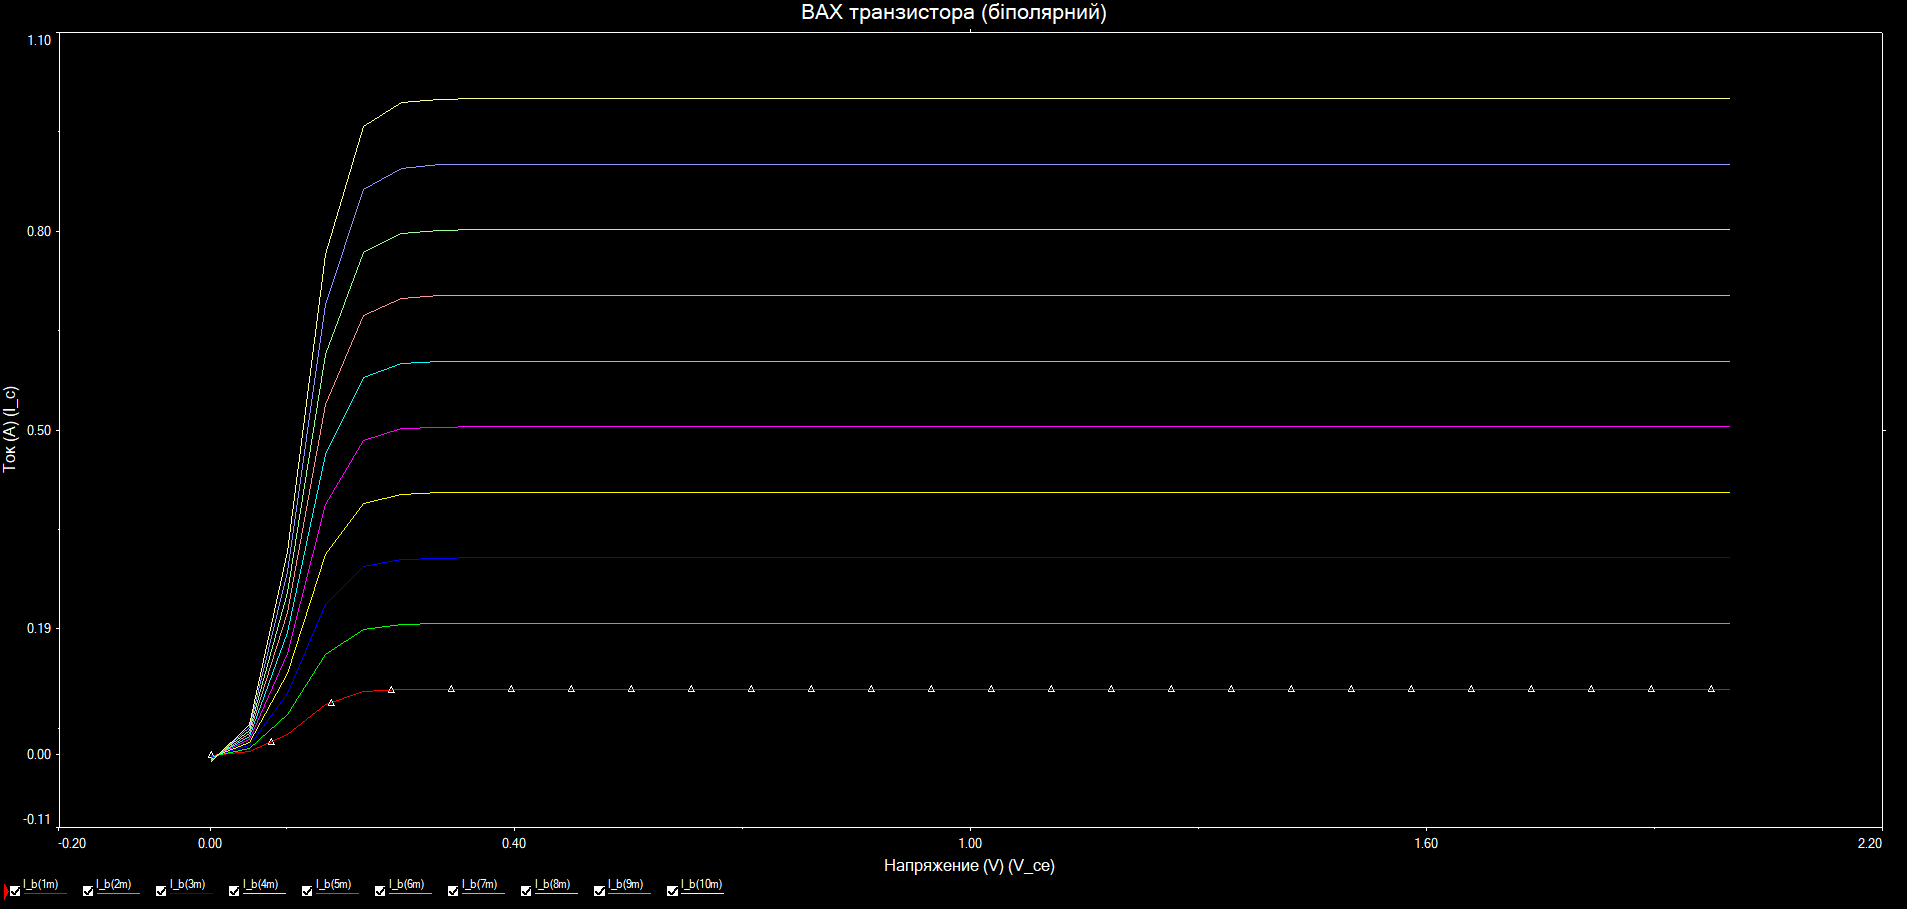 ВАХ транзистора (біполярний)
1.10
0.80
0.50
0.19
0.00
-0.11
Ток (A) (I_c)
-0.20 0.00 0.40 1.00 1.60 2.20
Напряжение (V) (V_ce)
I_b(1m) I_b(2m) I_b(3m) I_b(4m) I_b(5m) I_b(6m) I_b(7m) I_b(8m) I_b(9m) I_b(10m)